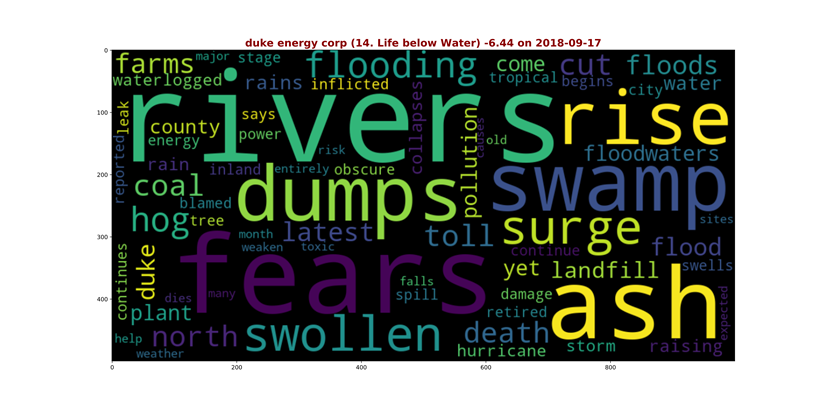 duke energy corp (14. Life below Water) -6.44 on 2018-09-17
0
100
200
300
400
0
200
400
600
800
farms
major
stage
flooding
come
cut
floods
waterlogged
rains
inflicted
tropical
begins
city
water
leak
rivers
rise
county
says
energy
power
collapses
pollution
causes
old
floodwaters
risk
reported
rain
inland
entirely
obscure
coal
dumps
swamp
blamed
hog
tree
latest
toll
surge
sites
month
weaken
toxic
continue
flood
continues
duke
fears
falls
yet
landfill
swells
dies
many
spill
damage
ash
expected
plant
retired
help
north
swollen
death
weather
hurricane
storm
raising